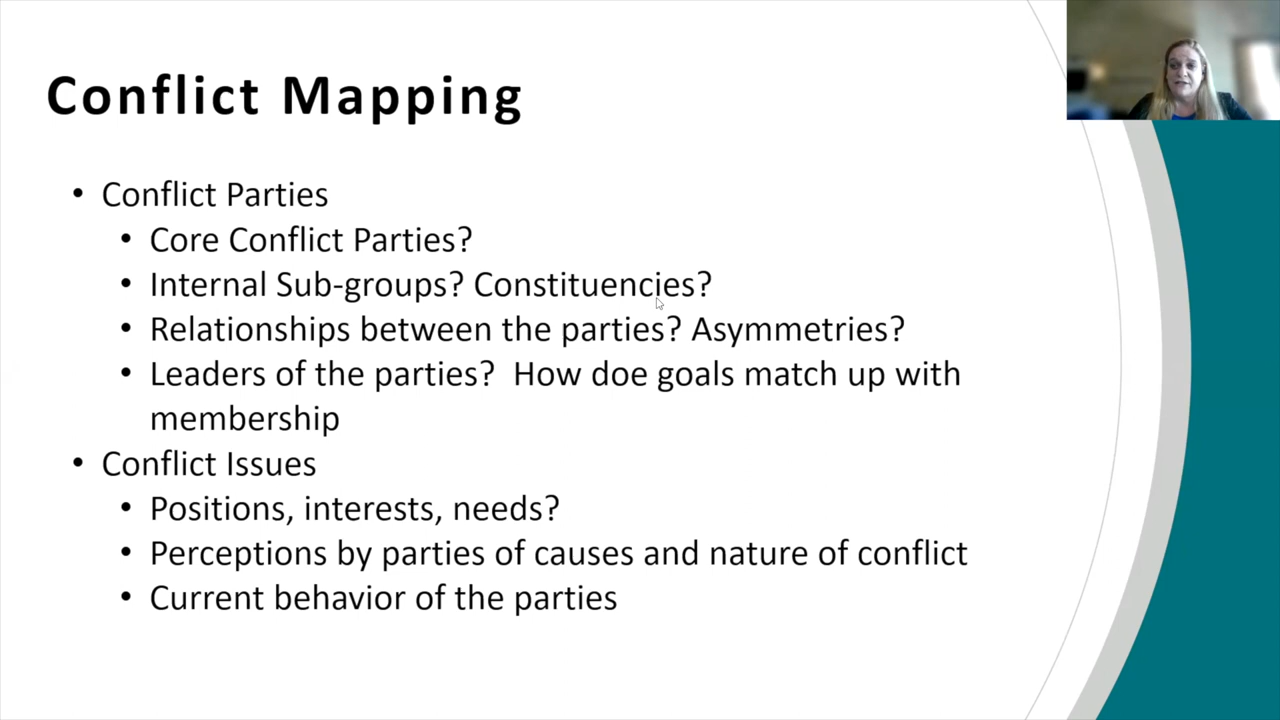 Conflict Mapping
• Conflict Parties
• Core Conflict Parties?
• Internal Sub-groups? Constituencies?
• Relationships between the parties? Asymmetries?
• Leaders of the parties?  How doe goals match up with
membership
• Conflict Issues
• Positions, interests, needs?
• Perceptions by parties of causes and nature of conflict
• Current behavior of the parties